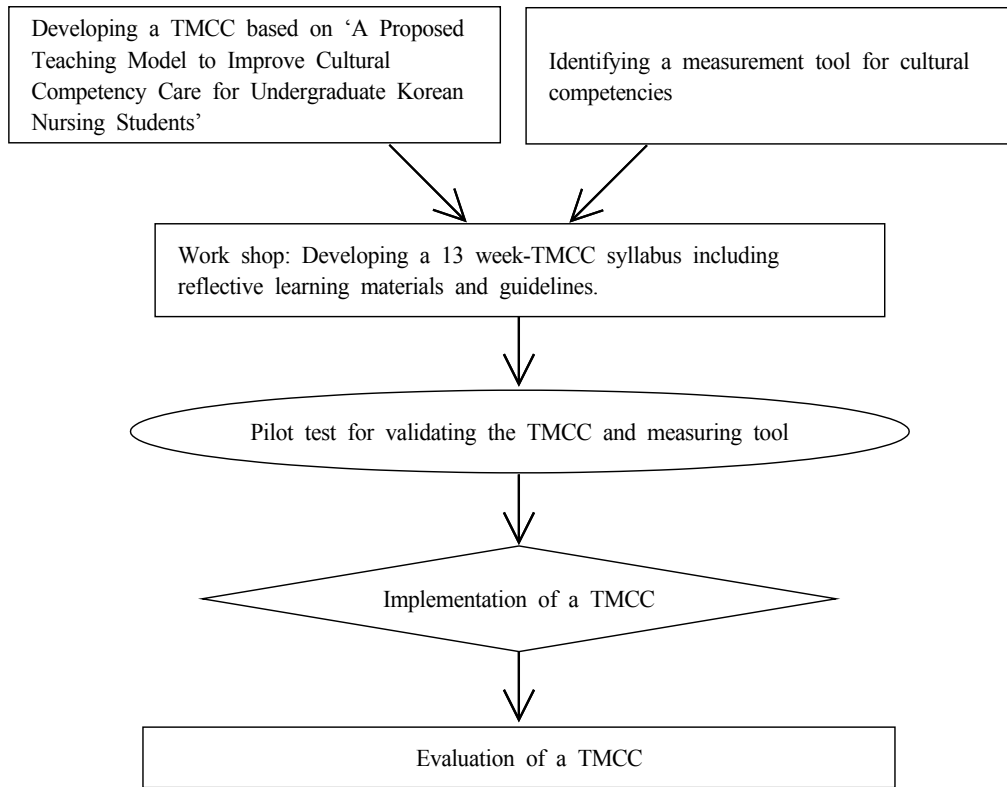 Developing a TMCC based on ‘A Proposed
Teaching Model to Improve Cultural
Competency Care for Undergraduate Korean
Nursing Students’
Identifying a measurement tool for cultural
competencies
Work shop: Developing a 13 week-TMCC syllabus including
reflective learning materials and guidelines.
Pilot test for validating the TMCC and measuring tool
Implementation of a TMCC
Evaluation of a TMCC